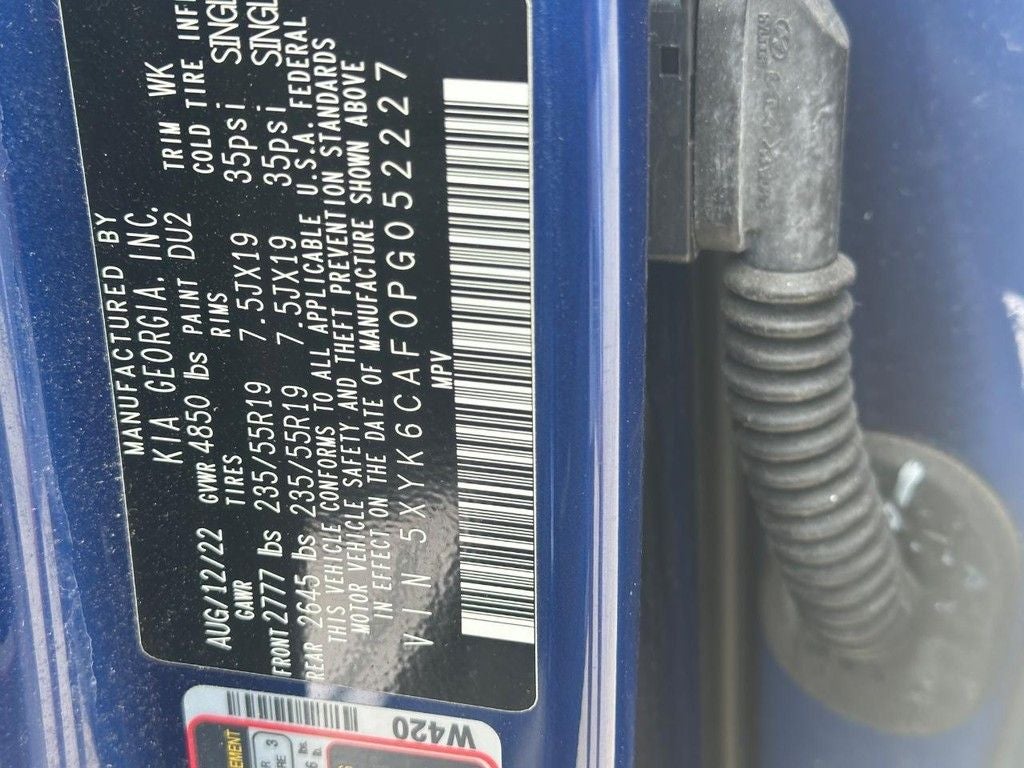 MANUFACTURED BY
KIA GEORGIA. INC.
AUG/12/22 GVWR 4850 lbs PAINT DU2 TRIM WK
GAWR TIRES RIMS COLD TIRE
FRONT 2777 lbs 235/55R19 7.5JX19 35psi
REAR 2645 lbs 235/55R19 7.5JX19 35psi
THIS VEHICLE CONFORMS TO ALL APPLICABLE U.S.A. FEDERAL
MOTOR VEHICLE SAFETY AND THEFT PREVENTION STANDARDS
IN EFFECT ON THE DATE OF MANUFACTURE SHOWN ABOVE
VIN 5XYK6CAF0PG052227
MPV
W420